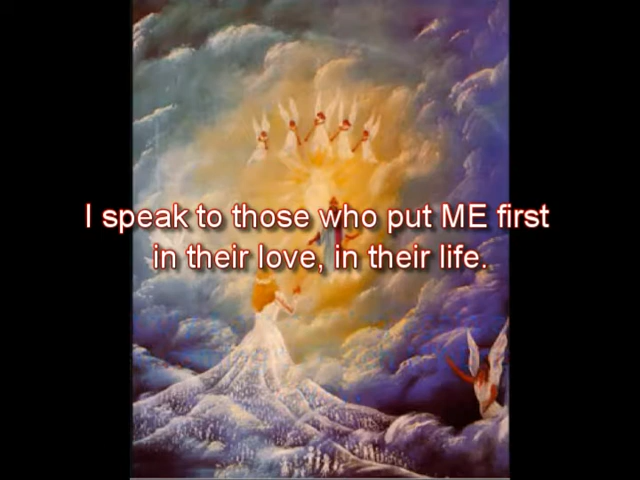 I speak to those who put ME first
in their love, in their life.